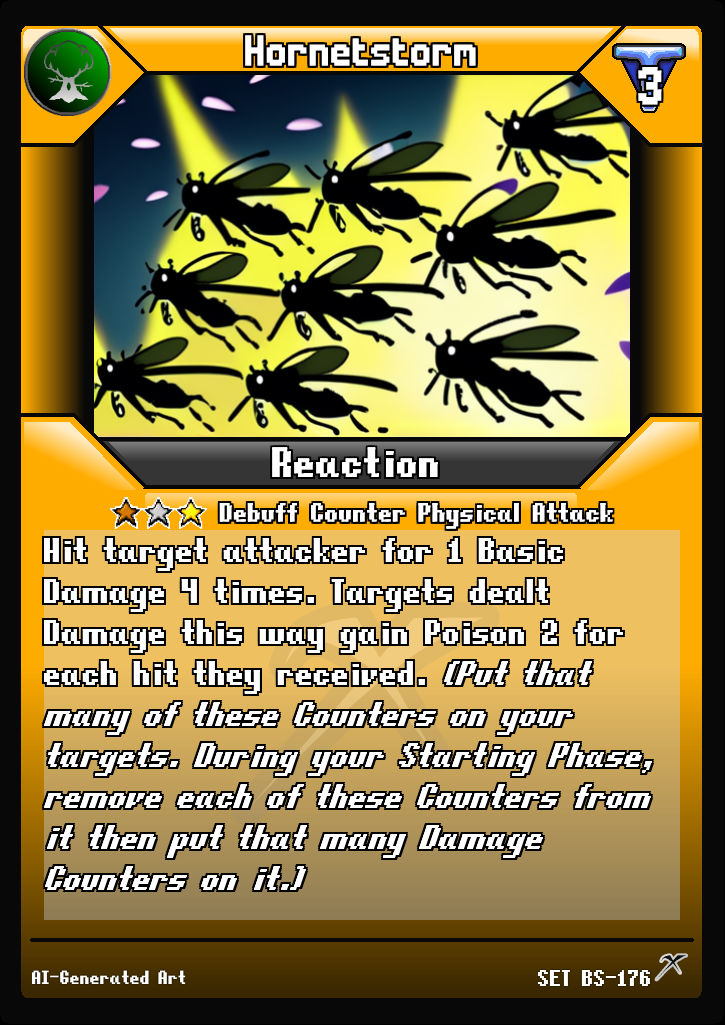 Hornetstorm
3
Reaction
Debuff Counter Physical Attack
Hit target attacker for 1 Basic
Damage 4 times. Targets dealt
Damage this way gain Poison 2 for
each hit they received. (Put that
many of these Counters on your
targets. During your Starting Phase,
remove each of these Counters from
it then put that many Damage
Counters on it.)
AI-Generated Art
SET BS-176